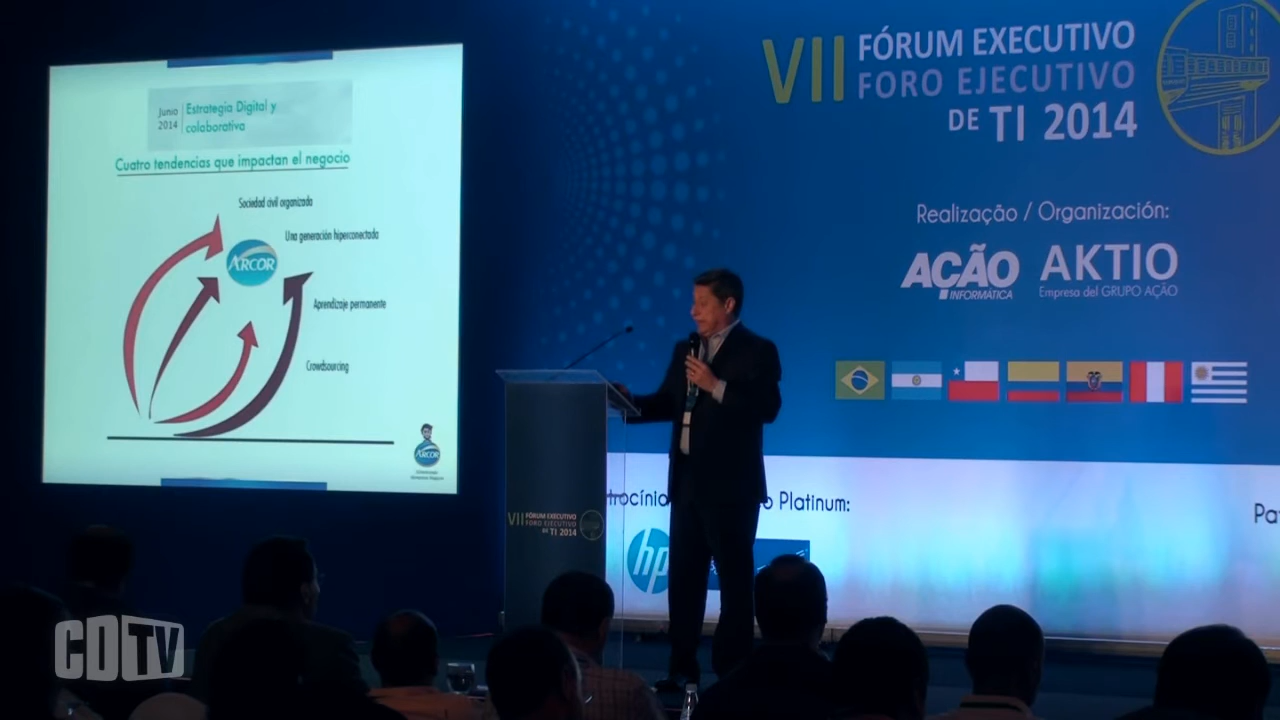 Junio
2014
Estrategia Digital y
colaborativa
Cuatro tendencias que impactan el negocio
Sociedad civil organizada
Una generación hiperconectada
ARCOR
Aprendizaje permanente
Crowdsourcing
ARCOR
VII FÓRUM EXECUTIVO
FORO EJECUTIVO
DE TI 2014
Realização / Organización:
AÇÃO
INFORMÁTICA
AKTIO
Empresa del GRUPO AÇÃO
Platinum:
hp
VII FÓRUM EXECUTIVO
FORO EJECUTIVO
DE TI 2014
CDTV